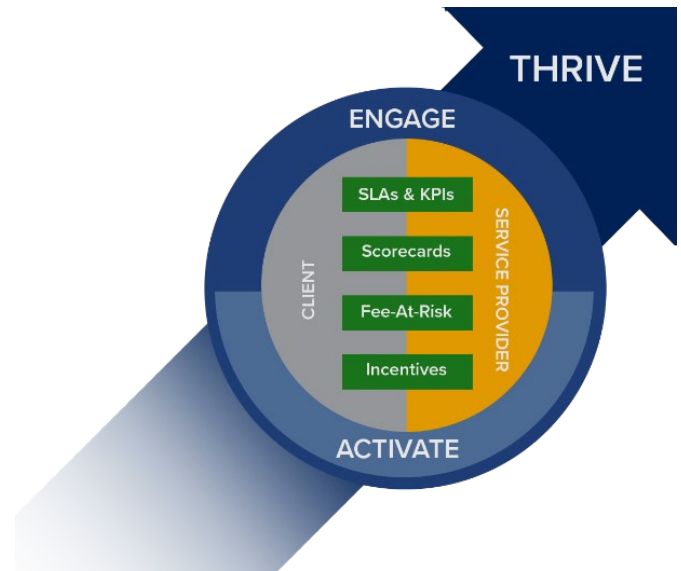 THRIVE
ENGAGE
SLAs & KPIs
Scorecards
Fee-At-Risk
Incentives
CLIENT
SERVICE PROVIDER
ACTIVATE